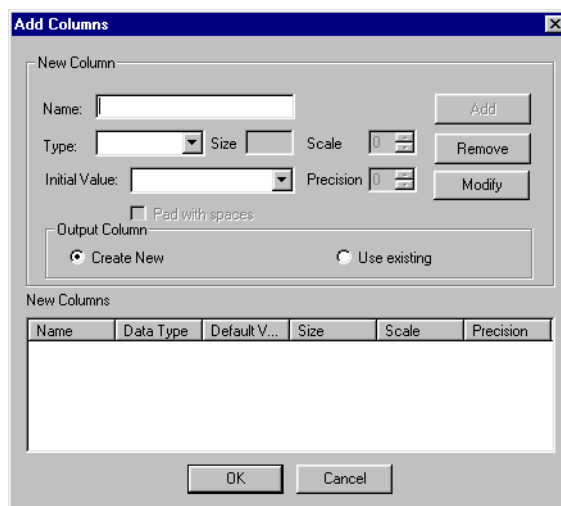 Add Columns
New Column
Name:
Add
Type:
Size
Scale
0
Remove
Initial Value:
Precision
0
Modify
Pad with spaces
Output Column
Create New
Use existing
New Columns
Name Data Type Default V... Size Scale Precision
OK Cancel